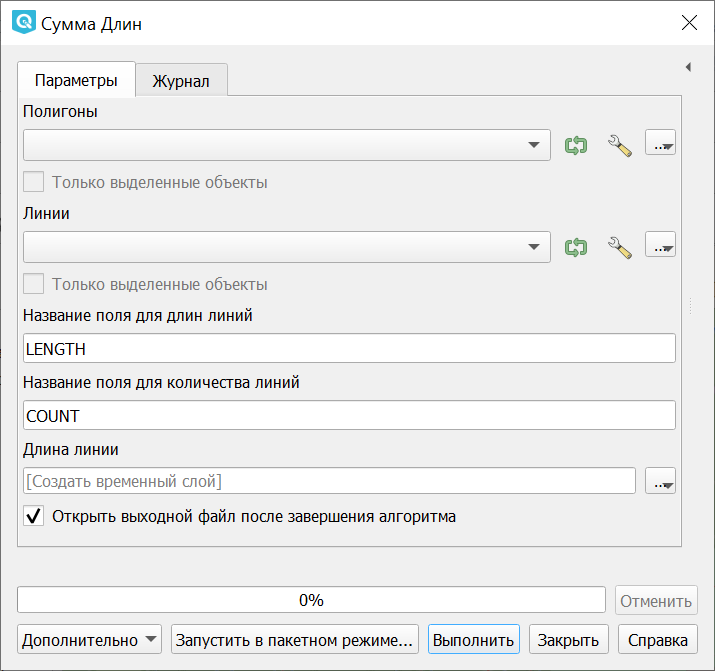 Сумма Длин
Параметры
Журнал
Полигоны
...
Только выделенные объекты
Линии
...
Только выделенные объекты
Название поля для длин линий
LENGTH
Название поля для количества линий
COUNT
Длина линии
[Создать временный слой]
...
Открыть выходной файл после завершения алгоритма
0%
Отменить
Дополнительно
Запустить в пакетном режиме...
Выполнить
Закрыть
Справка